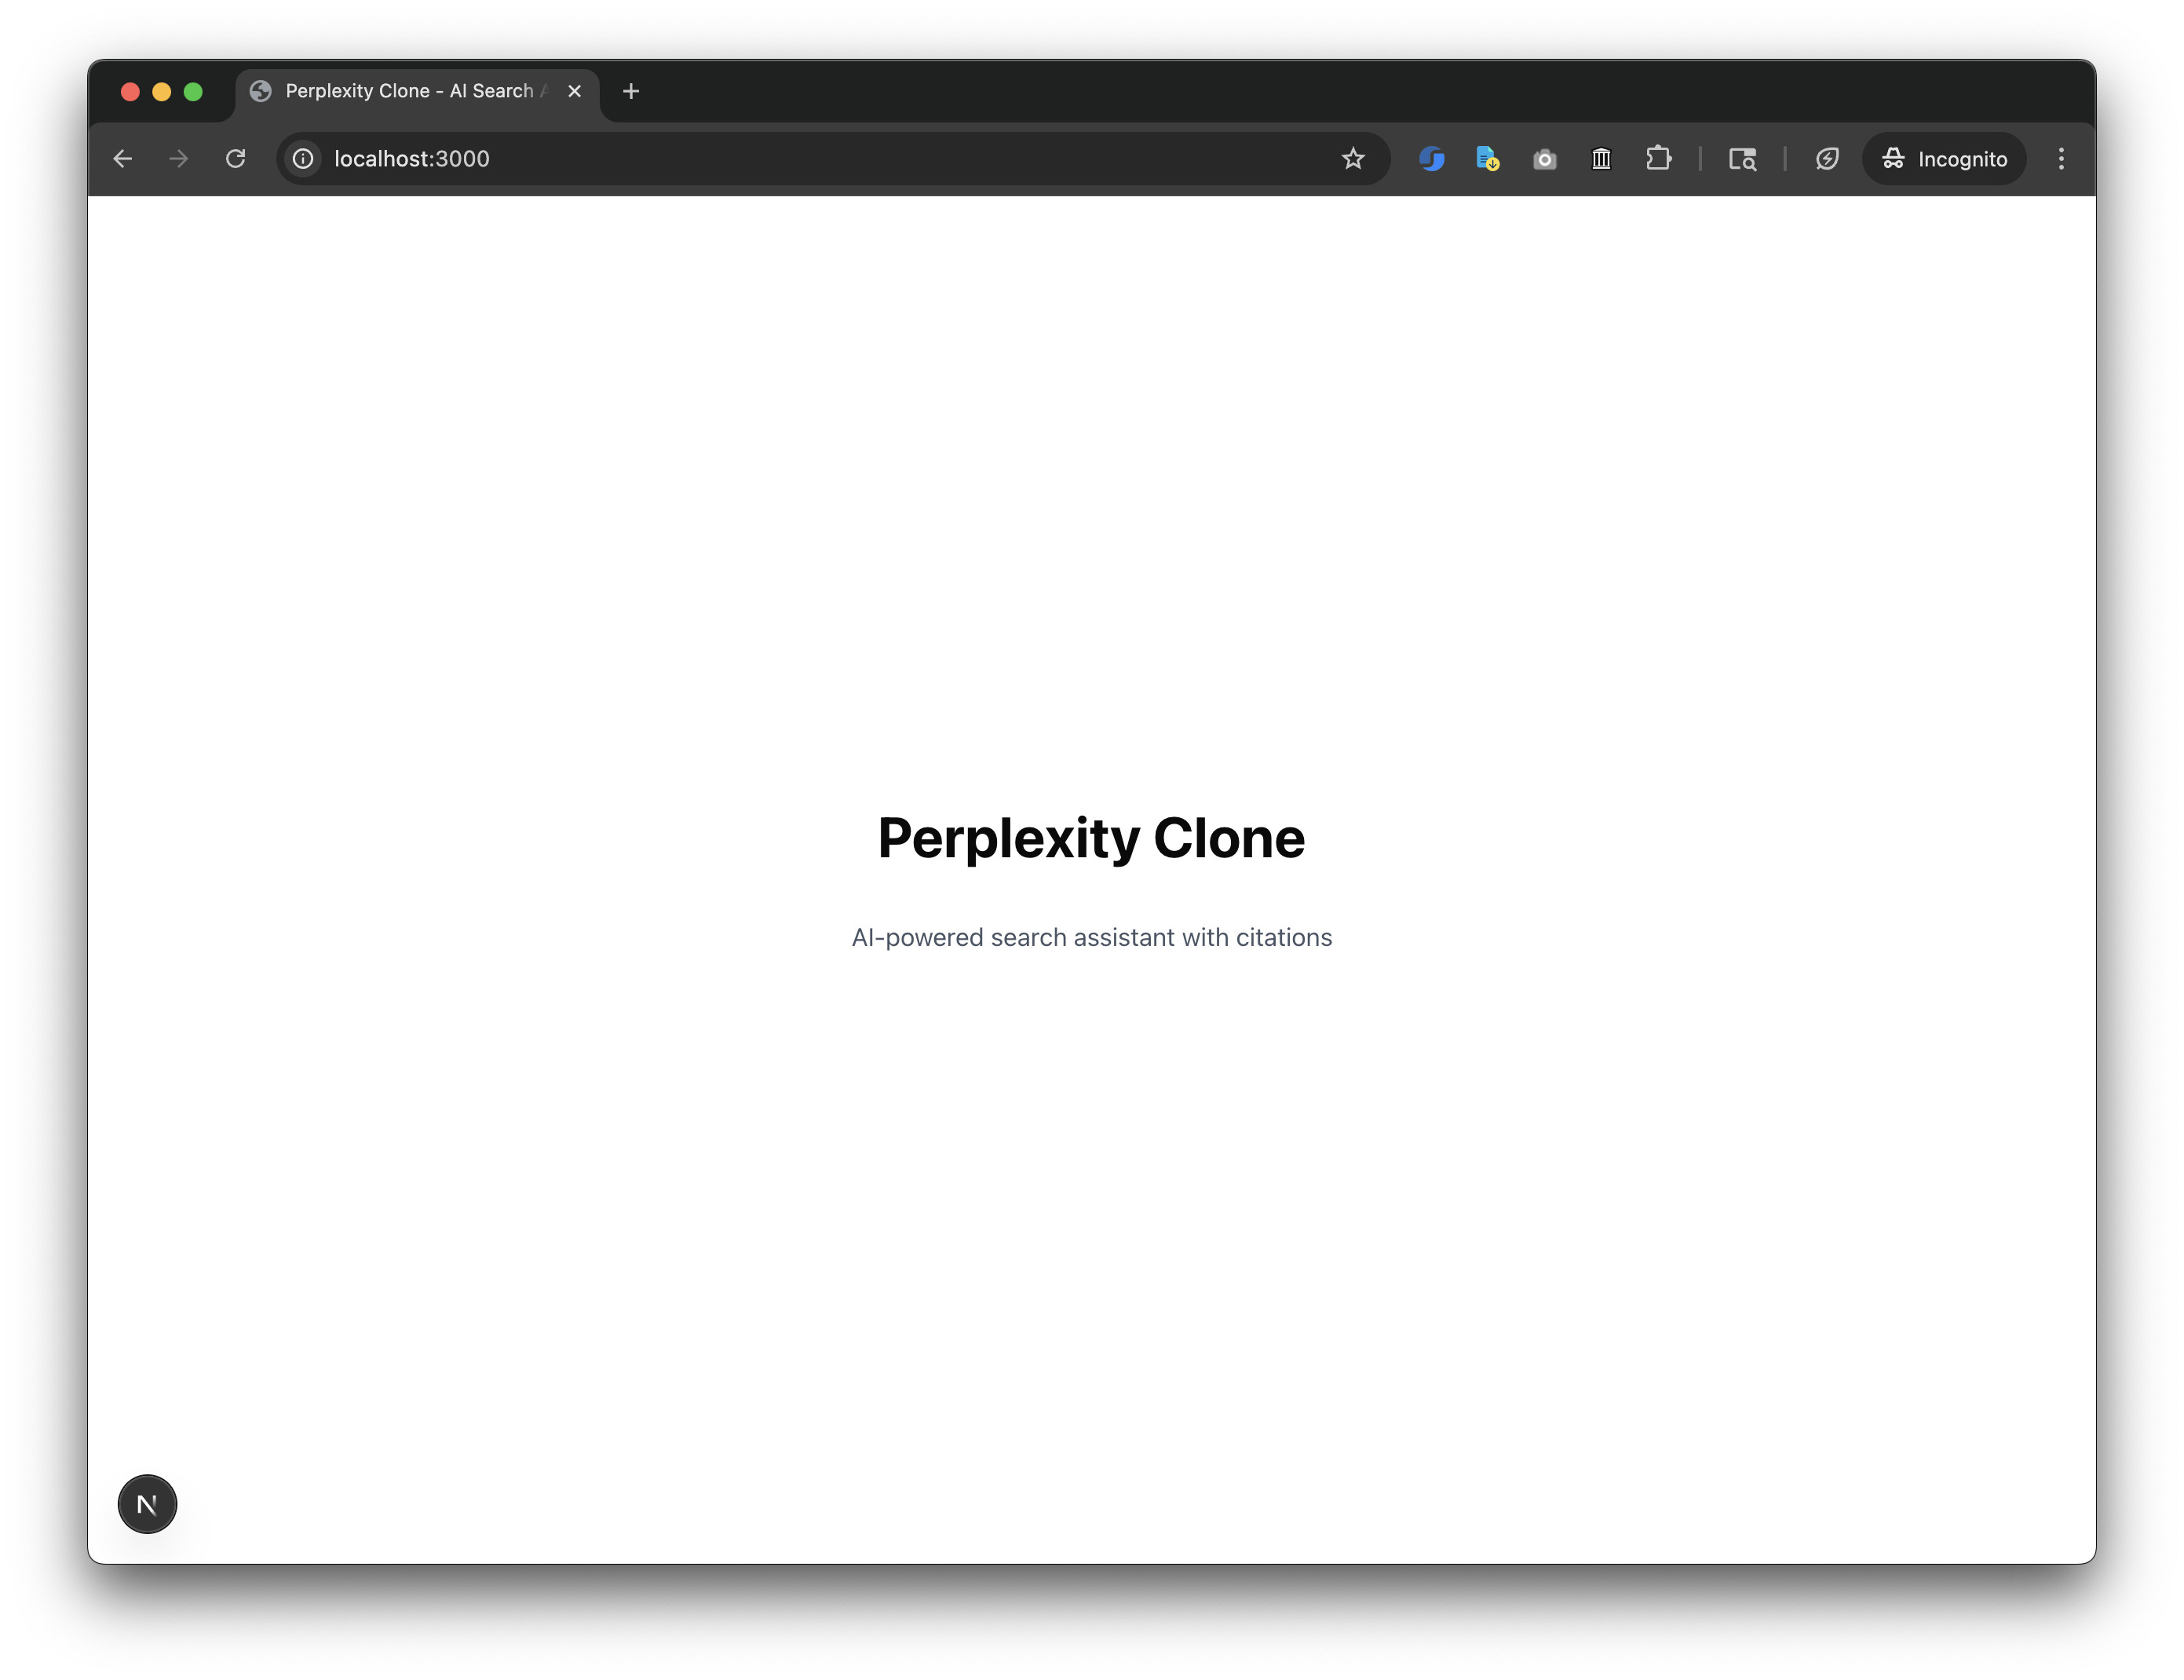 Perplexity Clone - AI Search
localhost:3000
Incognito
Perplexity Clone
AI-powered search assistant with citations
N